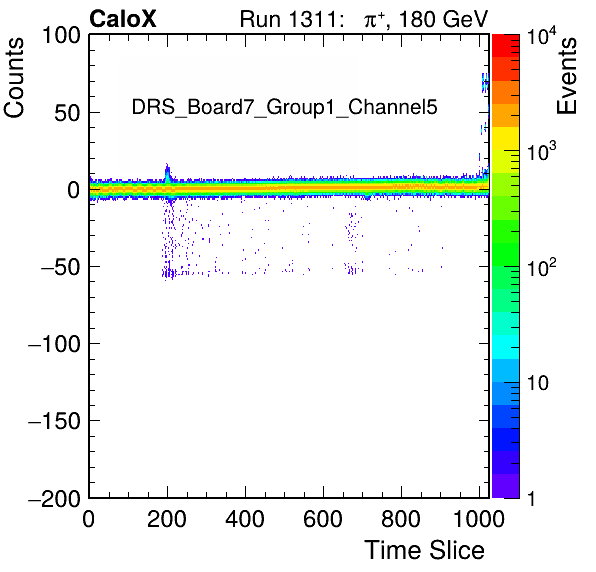 CaloX Run 1311: π⁺, 180 GeV
Counts
Events
DRS_Board7_Group1_Channel5
100
50
0
−50
−100
−150
−200
0 200 400 600 800 1000
Time Slice
10⁴
10³
10²
10
1